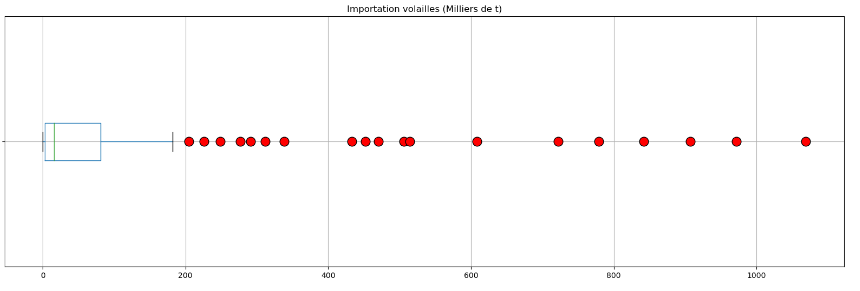 Importation volailles (Milliers de t)
0 200 400 600 800 1000